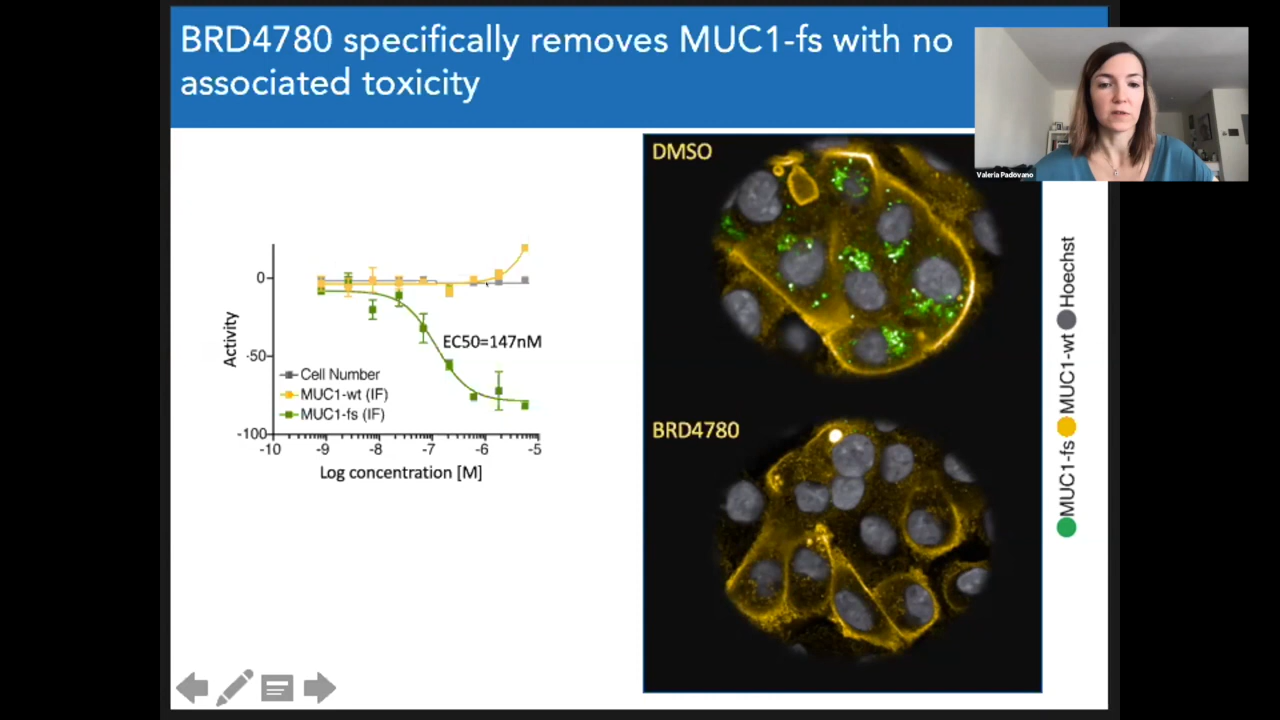 BRD4780 specifically removes MUC1-fs with no
associated toxicity
Valeria Padovano
DMSO
BRD4780
Activity
0
-50
-100
EC50=147nM
Cell Number
MUC1-wt (IF)
MUC1-fs (IF)
-10 -9 -8 -7 -6 -5
Log concentration [M]
MUC1-fs MUC1-wt Hoechst